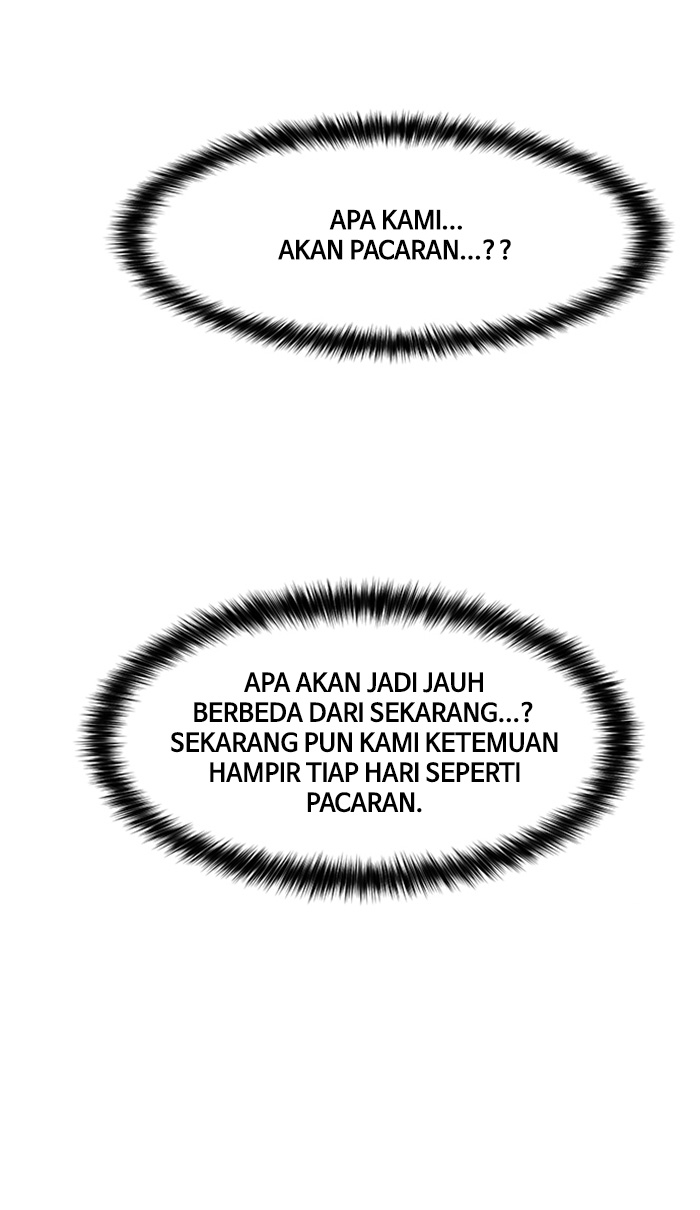 APA KAMI...
AKAN PACARAN...??
APA AKAN JADI JAUH
BERBEDA DARI SEKARANG...?
SEKARANG PUN KAMI KETEMUAN
HAMPIR TIAP HARI SEPERTI
PACARAN.